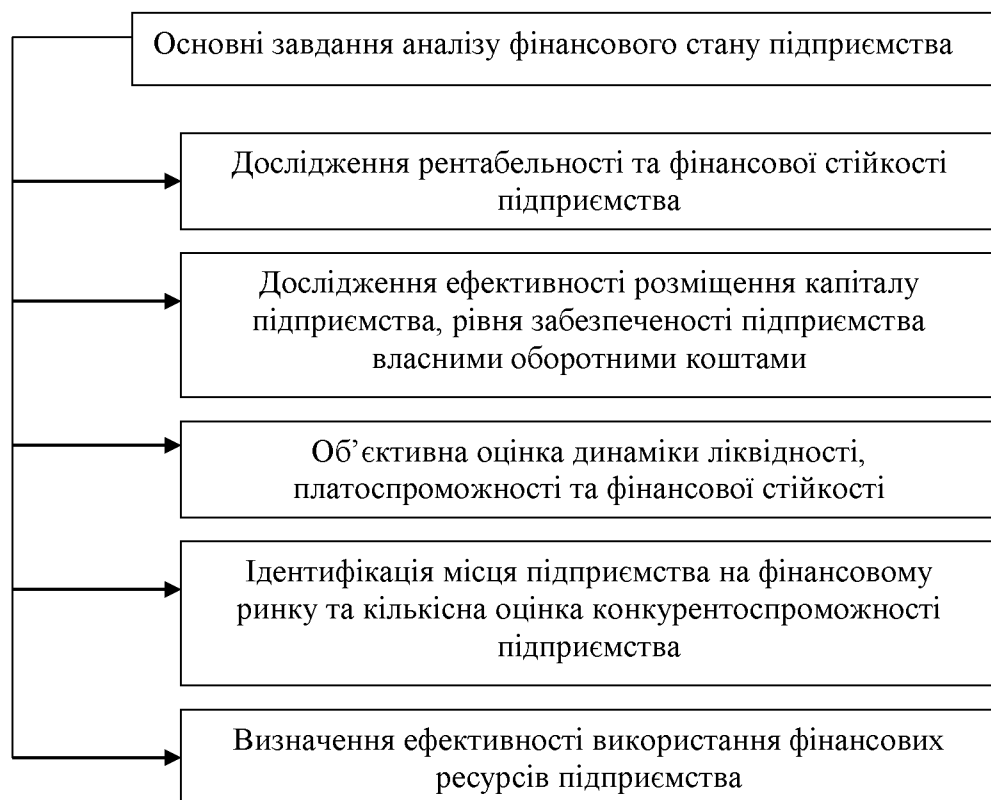 Основні завдання аналізу фінансового стану підприємства
Дослідження рентабельності та фінансової стійкості
підприємства
Дослідження ефективності розміщення капіталу
підприємства, рівня забезпеченості підприємства
власними оборотними коштами
Об’єктивна оцінка динаміки ліквідності,
платоспроможності та фінансової стійкості
Ідентифікація місця підприємства на фінансовому
ринку та кількісна оцінка конкурентоспроможності
підприємства
Визначення ефективності використання фінансових
ресурсів підприємства